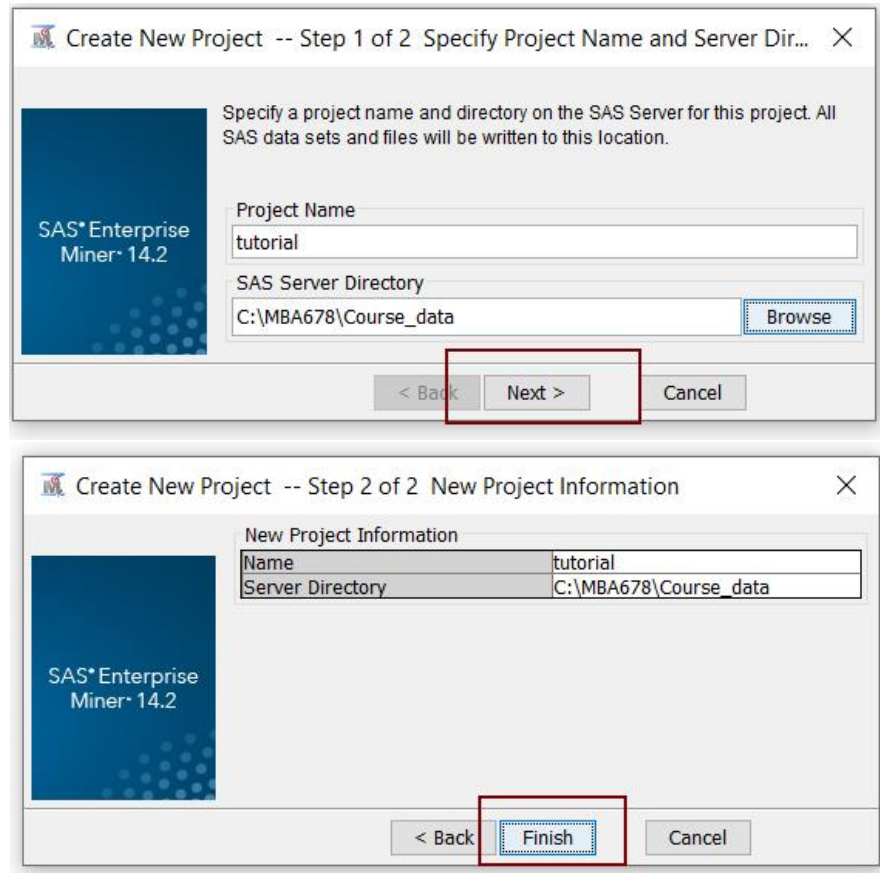 Create New Project -- Step 1 of 2 Specify Project Name and Server Dir...
Specify a project name and directory on the SAS Server for this project. All
SAS data sets and files will be written to this location.
SAS® Enterprise
Miner™ 14.2
Project Name
tutorial
SAS Server Directory
C:\MBA678\Course_data
Browse
< Back
Next >
Cancel
Create New Project -- Step 2 of 2 New Project Information
New Project Information
Name tutorial
Server Directory C:\MBA678\Course_data
SAS® Enterprise
Miner™ 14.2
< Back
Finish
Cancel